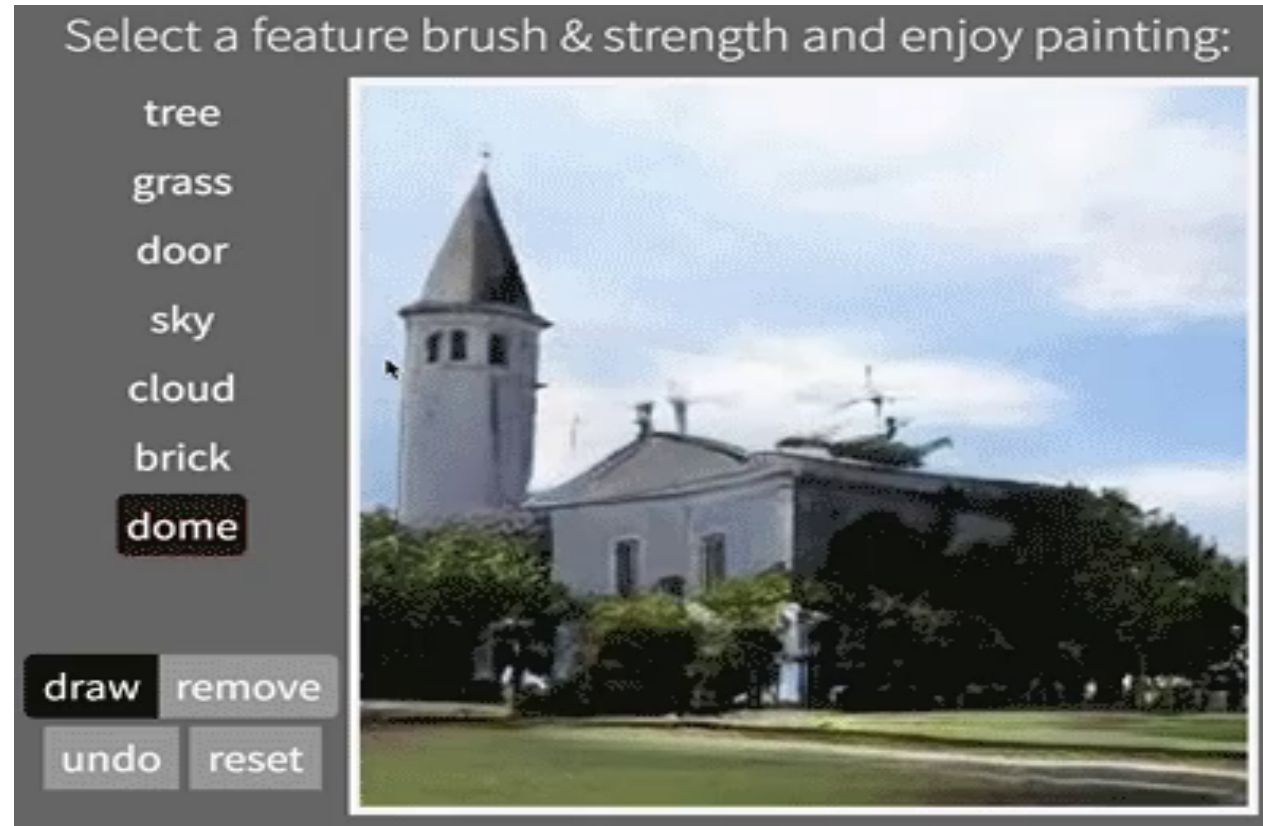 Select a feature brush & strength and enjoy painting:
tree
grass
door
sky
cloud
brick
dome
draw remove
undo reset